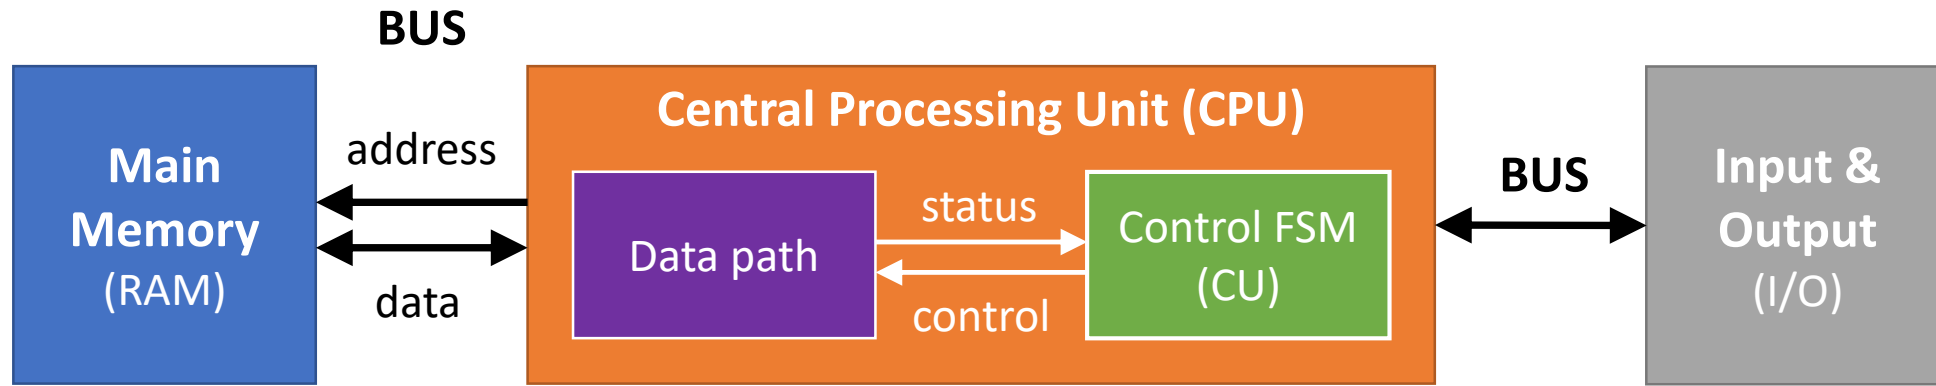 BUS
Main
Memory
(RAM)
address
data
Central Processing Unit (CPU)
Data path
status
control
Control FSM
(CU)
BUS
Input &
Output
(I/O)